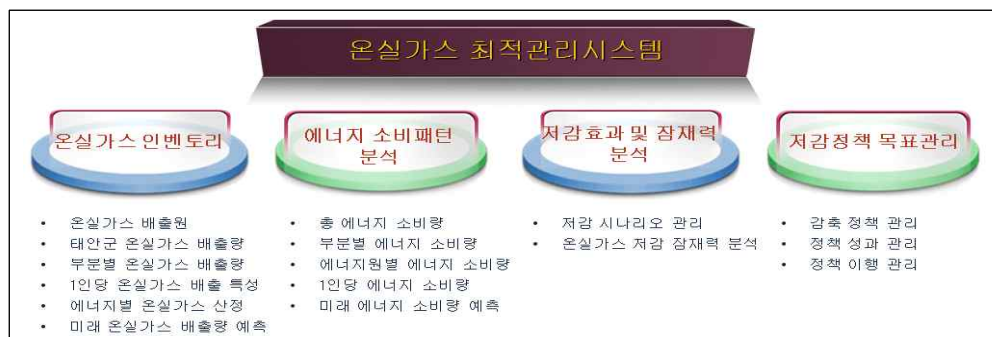 온실가스 최적관리시스템
온실가스 인벤토리
• 온실가스 배출원
• 태안군 온실가스 배출량
• 부분별 온실가스 배출량
• 1인당 온실가스 배출 특성
• 에너지별 온실가스 산정
• 미래 온실가스 배출량 예측
에너지 소비패턴
분석
• 총 에너지 소비량
• 부분별 에너지 소비량
• 에너지원별 에너지 소비량
• 1인당 에너지 소비량
• 미래 에너지 소비량 예측
저감효과 및 잠재력
분석
• 저감 시나리오 관리
• 온실가스 저감 잠재력 분석
저감정책 목표관리
• 감축 정책 관리
• 정책 성과 관리
• 정책 이행 관리